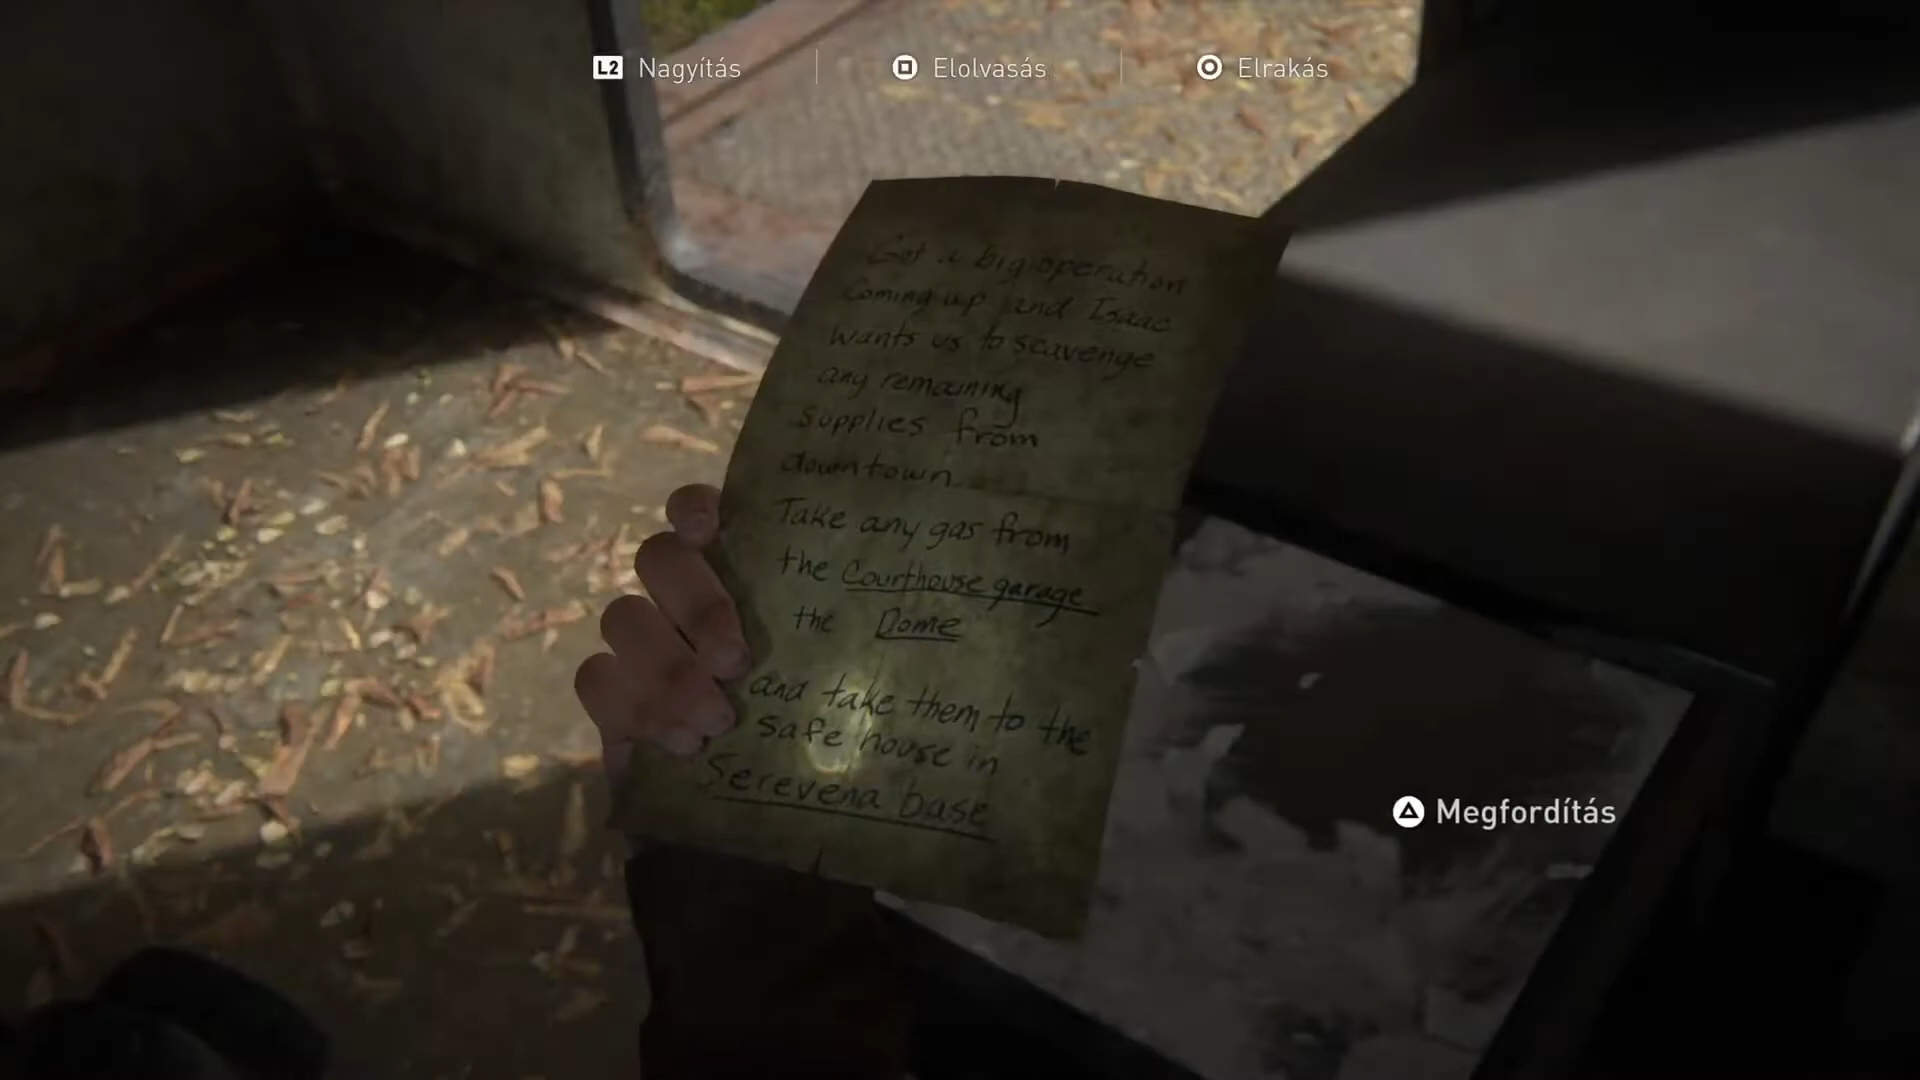 L2 Nagyítás Elolvasás Elrakás
Got a big operation
Coming up and Isaac
wants us to scavenge
any remaining
supplies from
downtown
Take any gas from
the Courthouse garage
the Dome
and take them to the
safe house in
Serevena base
Megfordítás